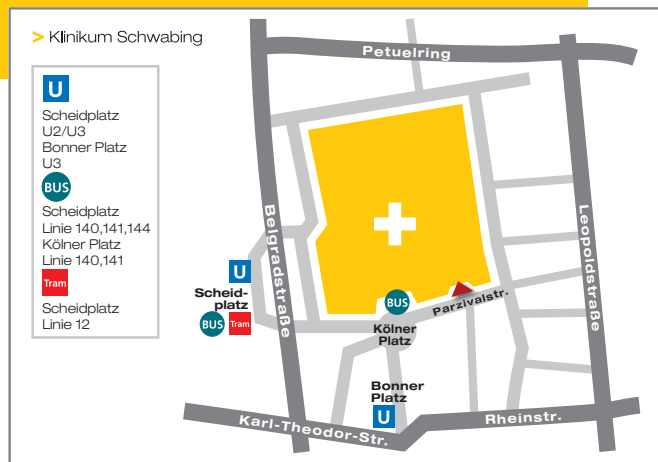 > Klinikum Schwabing
U
Scheidplatz
U2/U3
Bonner Platz
U3
BUS
Scheidplatz
Linie 140,141,144
Kölner Platz
Linie 140,141
Tram
Scheidplatz
Linie 12
Petuelring
Belgradstraße
Leopoldstraße
U
Scheid-
platz
BUS
Tram
BUS
Kölner
Platz
Parzivalstr.
Bonner
Platz
U
Karl-Theodor-Str.
Rheinstr.